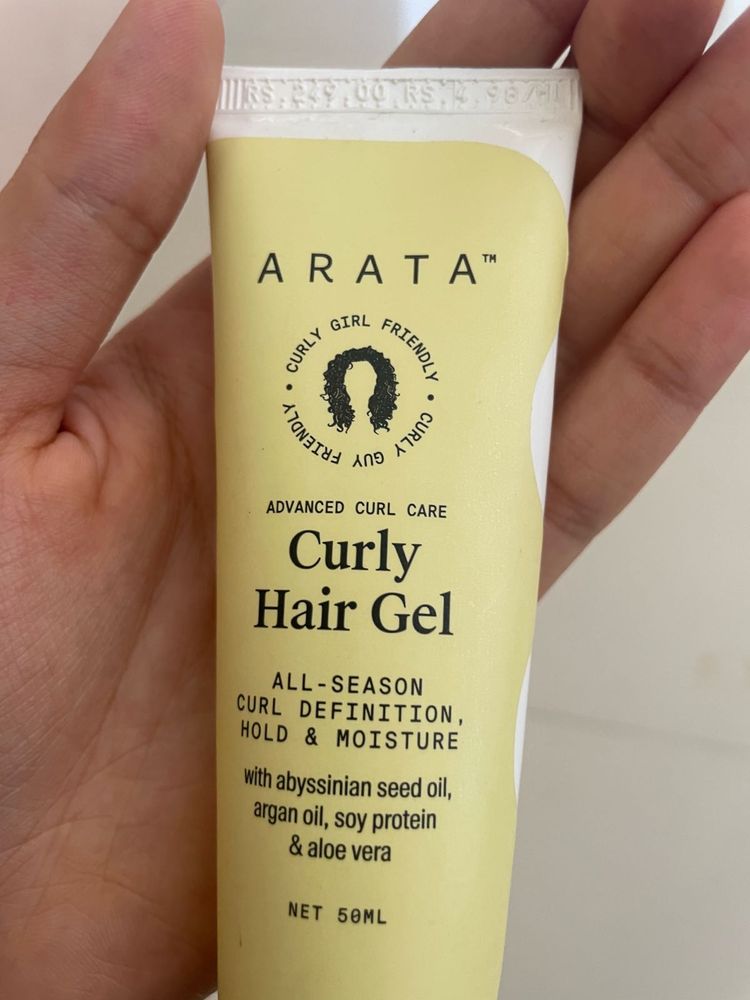 RS.249.00 RS.4.98/Ml
ARATA™
CURLY GIRL FRIENDLY • CURLY GUY FRIENDLY •
ADVANCED CURL CARE
Curly
Hair Gel
ALL-SEASON
CURL DEFINITION,
HOLD & MOISTURE
with abyssinian seed oil,
argan oil, soy protein
& aloe vera
NET 50ML